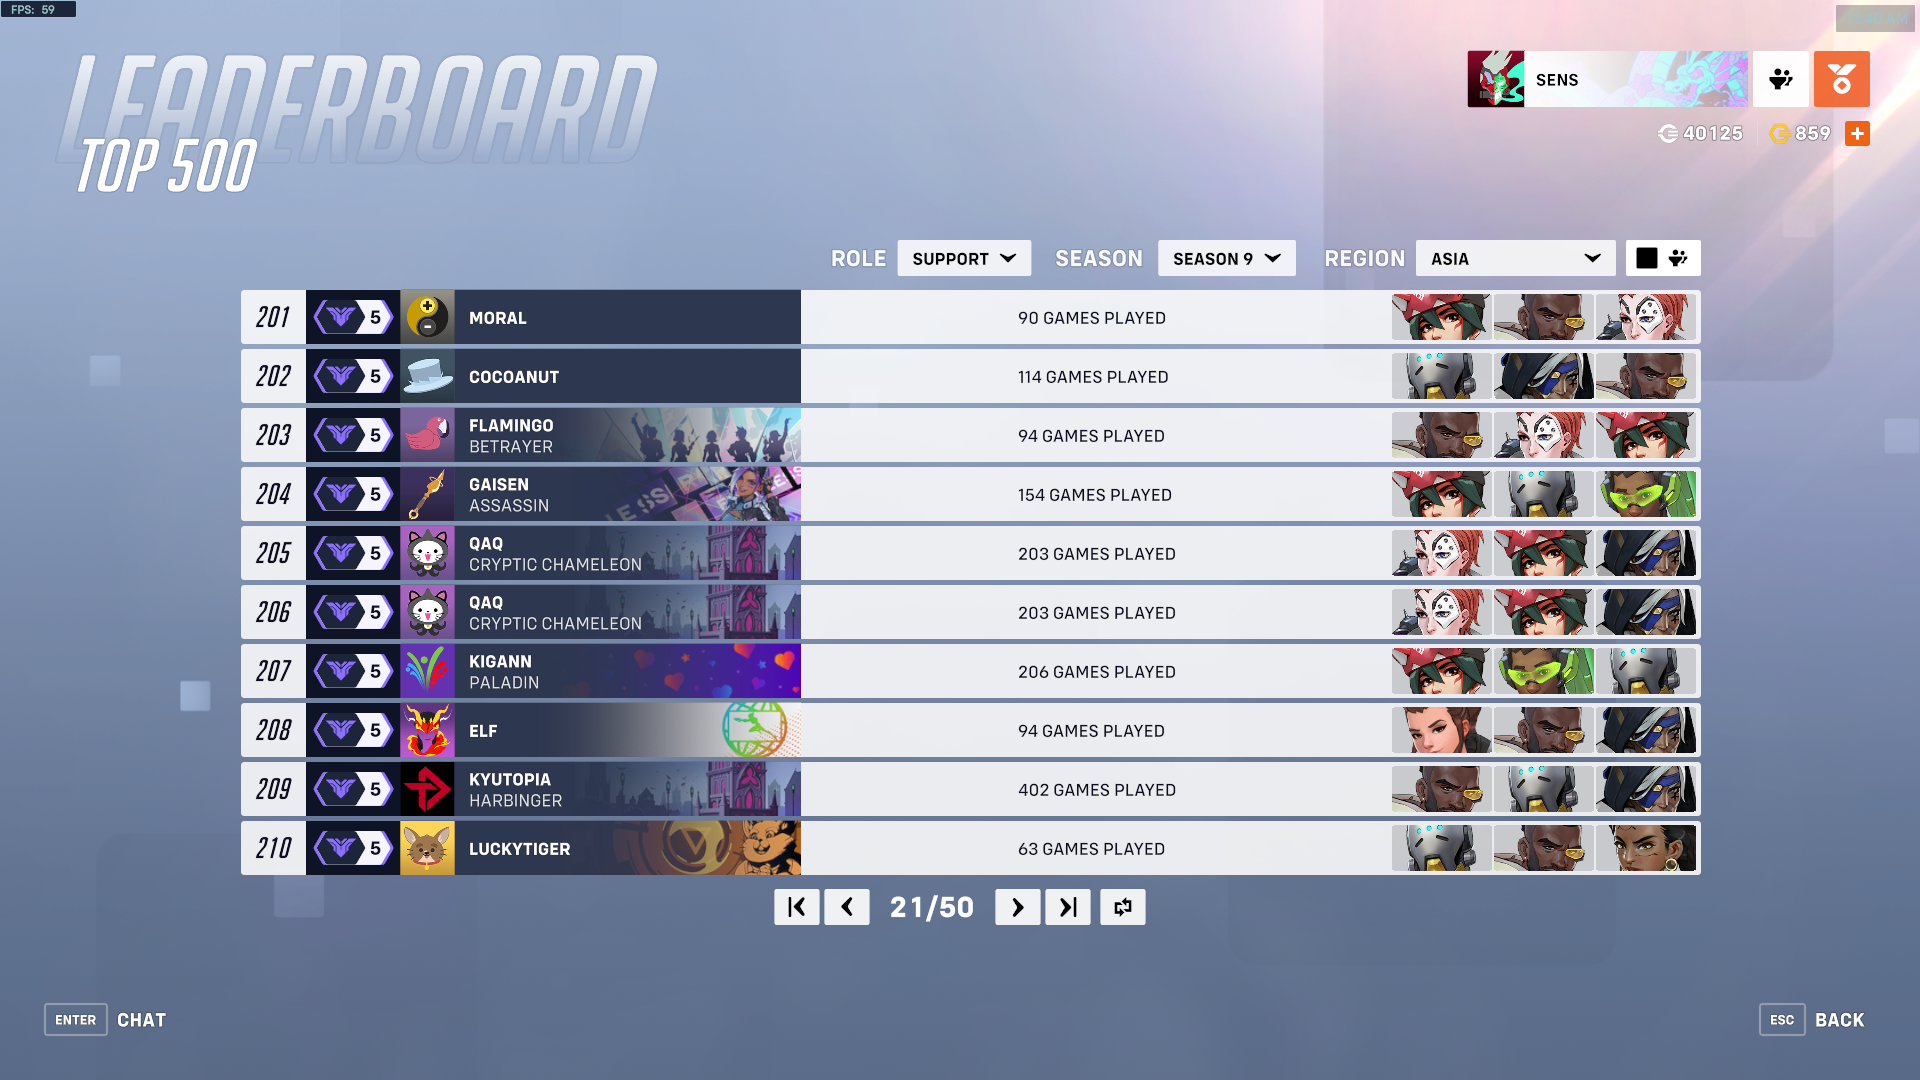 FPS: 59
LEADERBOARD
TOP 500
SENS
40125
859
ROLE SUPPORT SEASON SEASON 9 REGION ASIA
201 5 MORAL 90 GAMES PLAYED
202 5 COCOANUT 114 GAMES PLAYED
203 5 FLAMINGO 94 GAMES PLAYED
BETRAYER
204 5 GAISEN 154 GAMES PLAYED
ASSASSIN
205 5 QAQ 203 GAMES PLAYED
CRYPTIC CHAMELEON
206 5 QAQ 203 GAMES PLAYED
CRYPTIC CHAMELEON
207 5 KIGANN 206 GAMES PLAYED
PALADIN
208 5 ELF 94 GAMES PLAYED
209 5 KYUTOPIA 402 GAMES PLAYED
HARBINGER
210 5 LUCKYTIGER 63 GAMES PLAYED
21/50
ENTER CHAT
ESC BACK